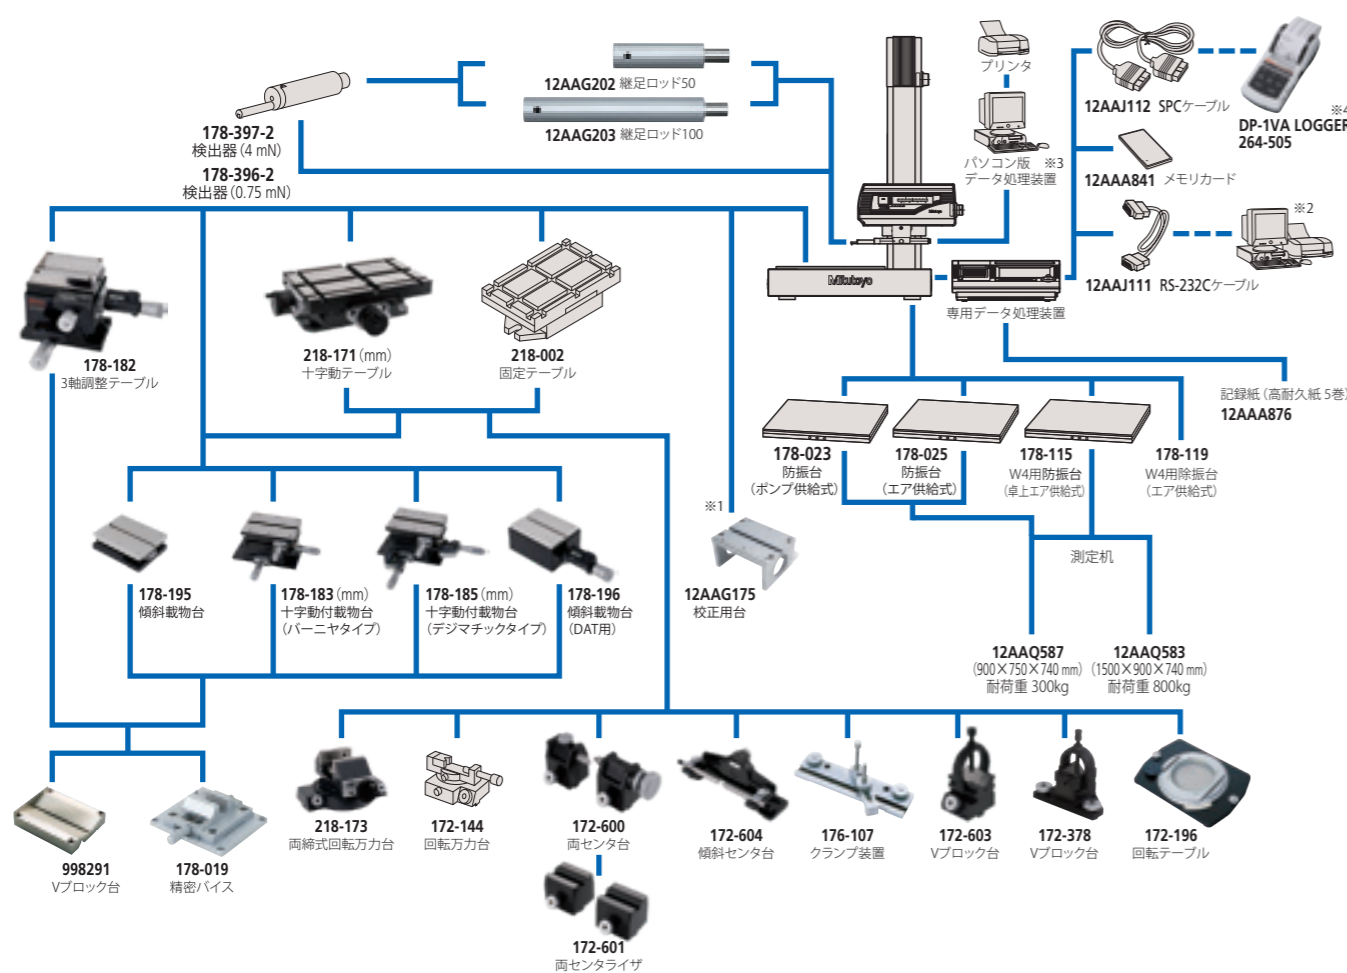 12AAG202 継足ロッド50
12AAG203 継足ロッド100
178-397-2
検出器(4 mN)
178-396-2
検出器(0.75 mN)
プリンタ
パソコン版 ※3
データ処理装置
12AAJ112 SPCケーブル
※4
DP-1VA LOGGER
264-505
12AAA841 メモリカード
※2
12AAJ111 RS-232Cケーブル
Mitutoyo
専用データ処理装置
178-182
3軸調整テーブル
218-171(mm)
十字動テーブル
218-002
固定テーブル
記録紙(高耐久紙 5巻)
12AAA876
178-023
防振台
(ポンプ供給式)
178-025
防振台
(エア供給式)
178-115
W4用防振台
(卓上エア供給式)
178-119
W4用除振台
(エア供給式)
※1
測定机
178-195
傾斜載物台
178-183(mm)
十字動付載物台
(バーニヤタイプ)
178-185(mm)
十字動付載物台
(デジマチックタイプ)
178-196
傾斜載物台
(DAT用)
12AAG175
校正用台
12AAQ587
(900×750×740 mm)
耐荷重 300kg
12AAQ583
(1500×900×740 mm)
耐荷重 800kg
998291
Vブロック台
178-019
精密バイス
218-173
両締式回転万力台
172-144
回転万力台
172-600
両センタ台
172-604
傾斜センタ台
176-107
クランプ装置
172-603
Vブロック台
172-378
Vブロック台
172-196
回転テーブル
172-601
両センタライザ